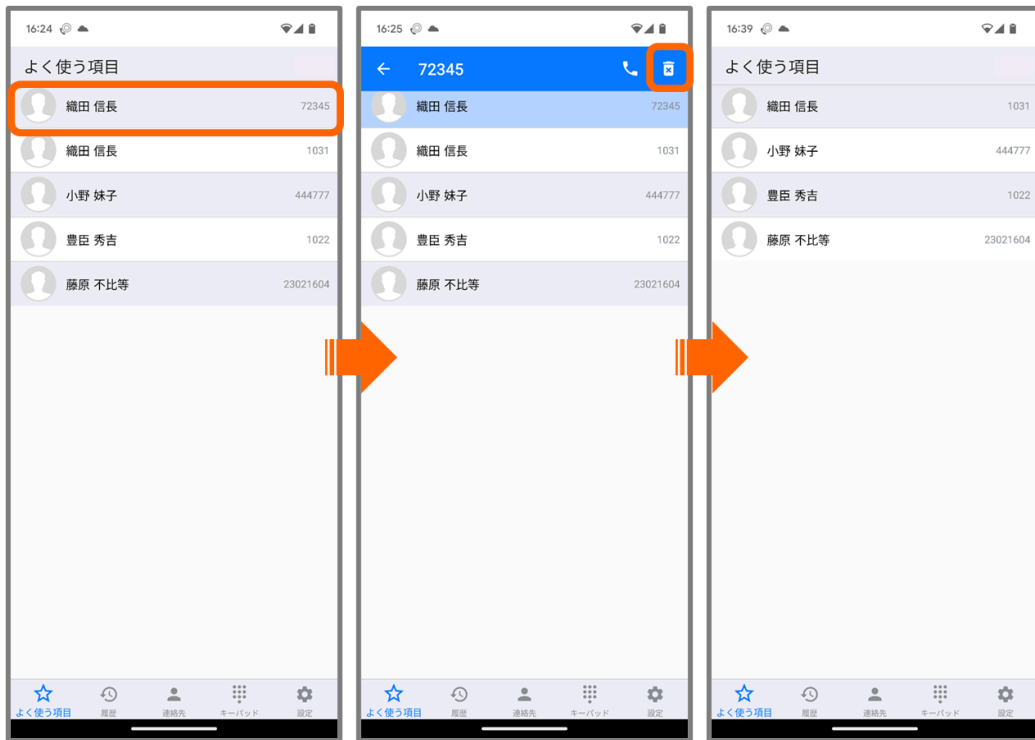 16:24
よく使う項目
織田 信長 72345
織田 信長 1031
小野 妹子 444777
豊臣 秀吉 1022
藤原 不比等 23021604
よく使う項目 履歴 連絡先 キーパッド 設定
16:25
72345
織田 信長 72345
織田 信長 1031
小野 妹子 444777
豊臣 秀吉 1022
藤原 不比等 23021604
よく使う項目 履歴 連絡先 キーパッド 設定
16:39
よく使う項目
織田 信長 1031
小野 妹子 444777
豊臣 秀吉 1022
藤原 不比等 23021604
よく使う項目 履歴 連絡先 キーパッド 設定